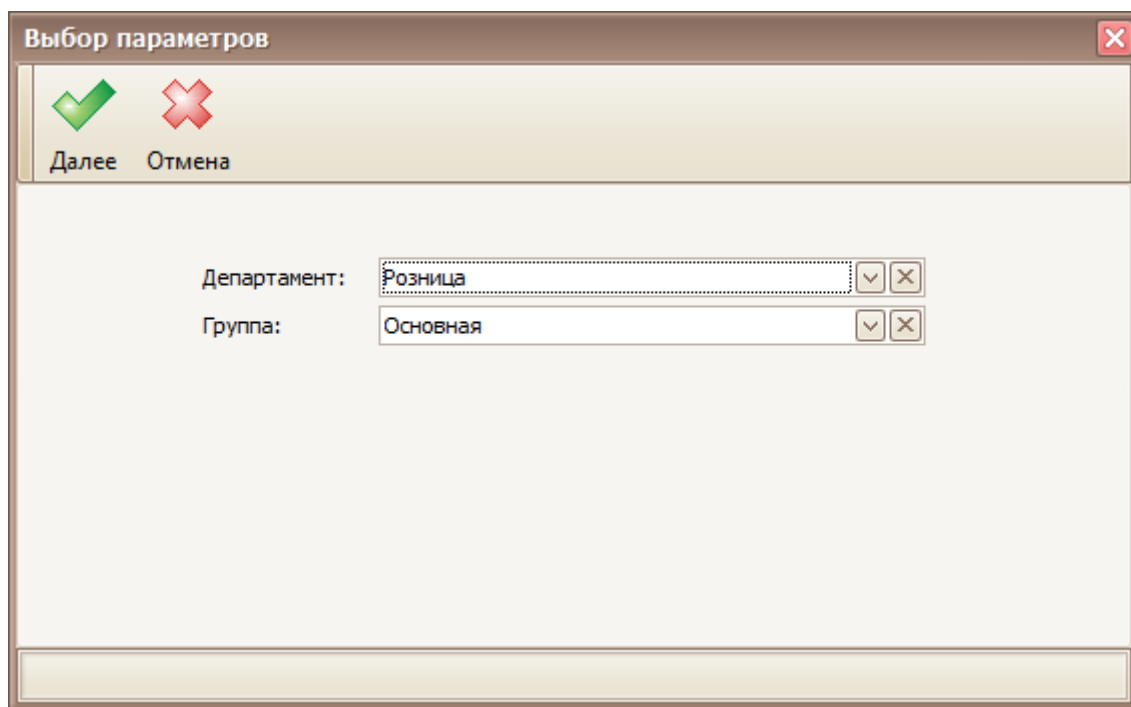 Выбор параметров
Далее Отмена
Департамент: Розница
Группа: Основная